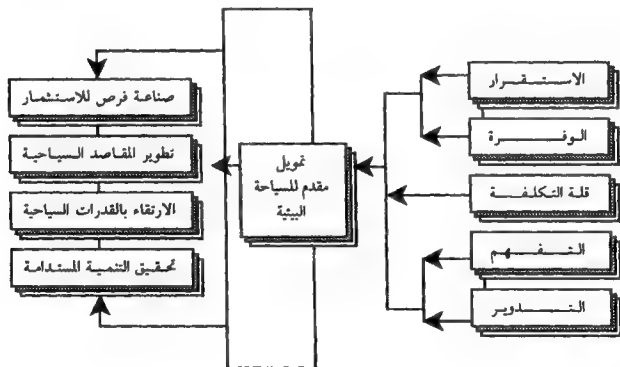 الاستقرار
الوفرة
قلة التكلفة
التفهم
التدوير
تمويل
مقدم للسياحة
البيئية
صناعة فرص للاستثمار
تطوير المقاصد السياحية
الارتقاء بالقدرات السياحية
تحقيق التنمية المستدامة